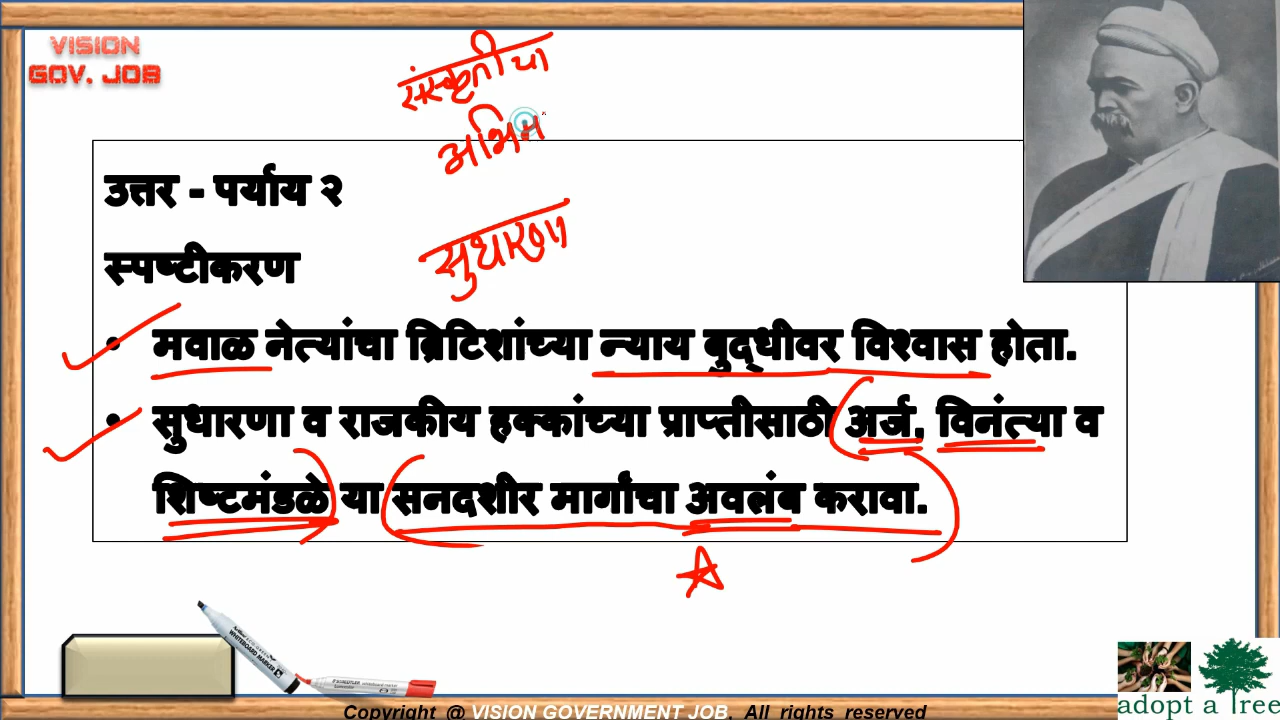 VISION
GOV. JOB
संस्कृतीचा
उत्तर - पर्याय २
सुधारणा
स्पष्टीकरण
• मवाळ नेत्यांचा ब्रिटिशांच्या न्याय बुद्धीवर विश्वास होता.
• सुधारणा व राजकीय हक्कांच्या प्राप्तीसाठी अर्ज, विनंत्या व
शिष्टमंडळे या सनदशीर मार्गांचा अवलंब करावा.
adopt a Tree
Copyright @ VISION GOVERNMENT JOB. All rights reserved